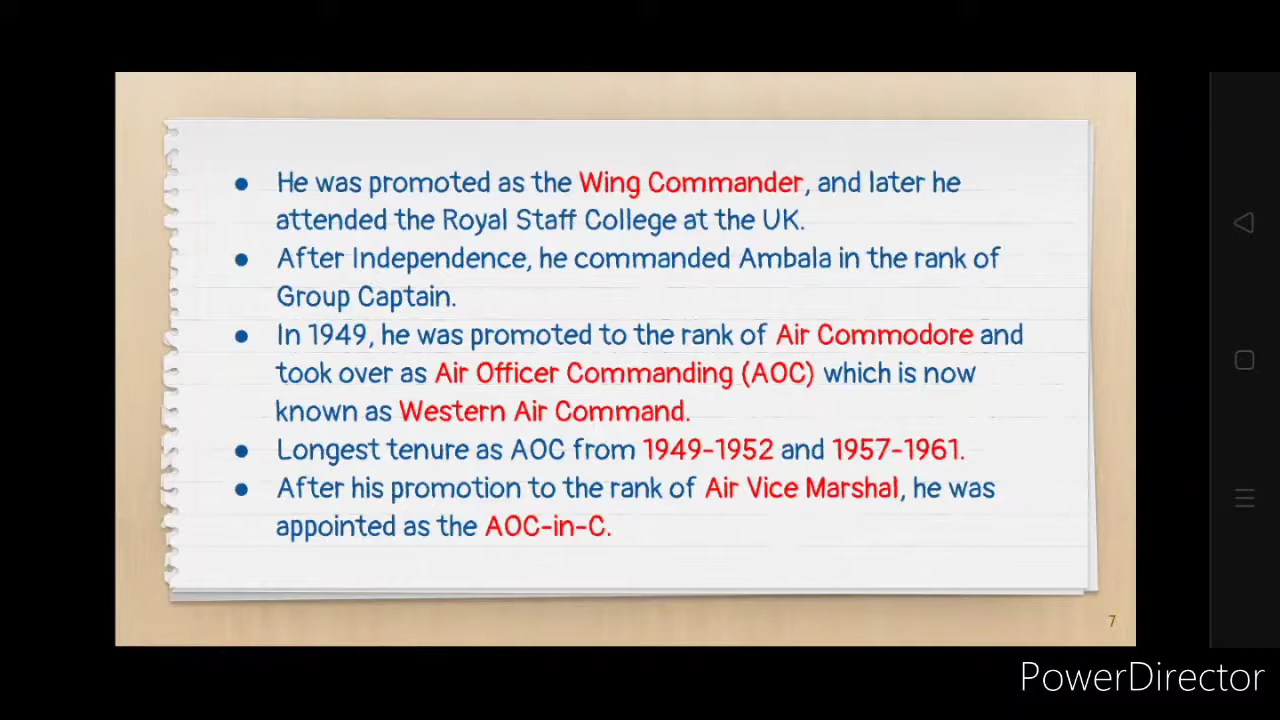 ● He was promoted as the Wing Commander, and later he
attended the Royal Staff College at the UK.
● After Independence, he commanded Ambala in the rank of
Group Captain.
● In 1949, he was promoted to the rank of Air Commodore and
took over as Air Officer Commanding (AOC) which is now
known as Western Air Command.
● Longest tenure as AOC from 1949-1952 and 1957-1961.
● After his promotion to the rank of Air Vice Marshal, he was
appointed as the AOC-in-C.
7
PowerDirector